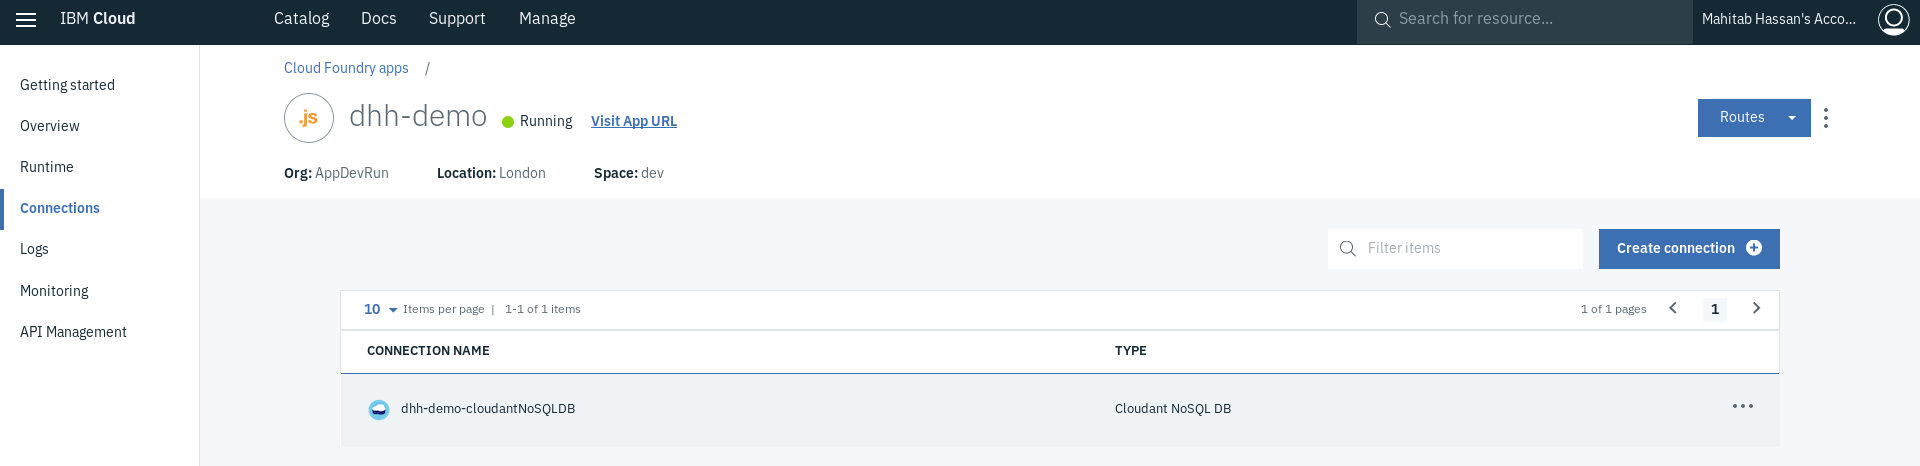 IBM Cloud Catalog Docs Support Manage Search for resource... Mahitab Hassan's Acco...
Getting started
Overview
Runtime
Connections
Logs
Monitoring
API Management
Cloud Foundry apps /
.js dhh-demo Running Visit App URL Routes
Org: AppDevRun Location: London Space: dev
Filter items Create connection
10 Items per page | 1-1 of 1 items 1 of 1 pages 1
CONNECTION NAME TYPE
dhh-demo-cloudantNoSQLDB Cloudant NoSQL DB